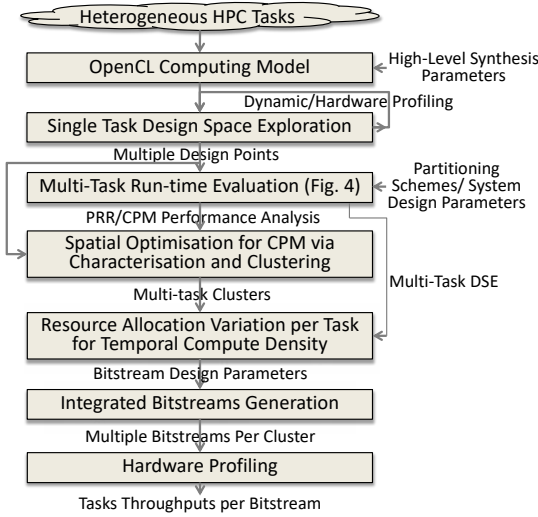 Heterogeneous HPC Tasks
OpenCL Computing Model
High-Level Synthesis
Parameters
Dynamic/Hardware Profiling
Single Task Design Space Exploration
Multiple Design Points
Multi-Task Run-time Evaluation (Fig. 4)
Partitioning
Schemes/ System
Design Parameters
PRR/CPM Performance Analysis
Spatial Optimisation for CPM via
Characterisation and Clustering
Multi-Task DSE
Multi-task Clusters
Resource Allocation Variation per Task
for Temporal Compute Density
Bitstream Design Parameters
Integrated Bitstreams Generation
Multiple Bitstreams Per Cluster
Hardware Profiling
Tasks Throughputs per Bitstream